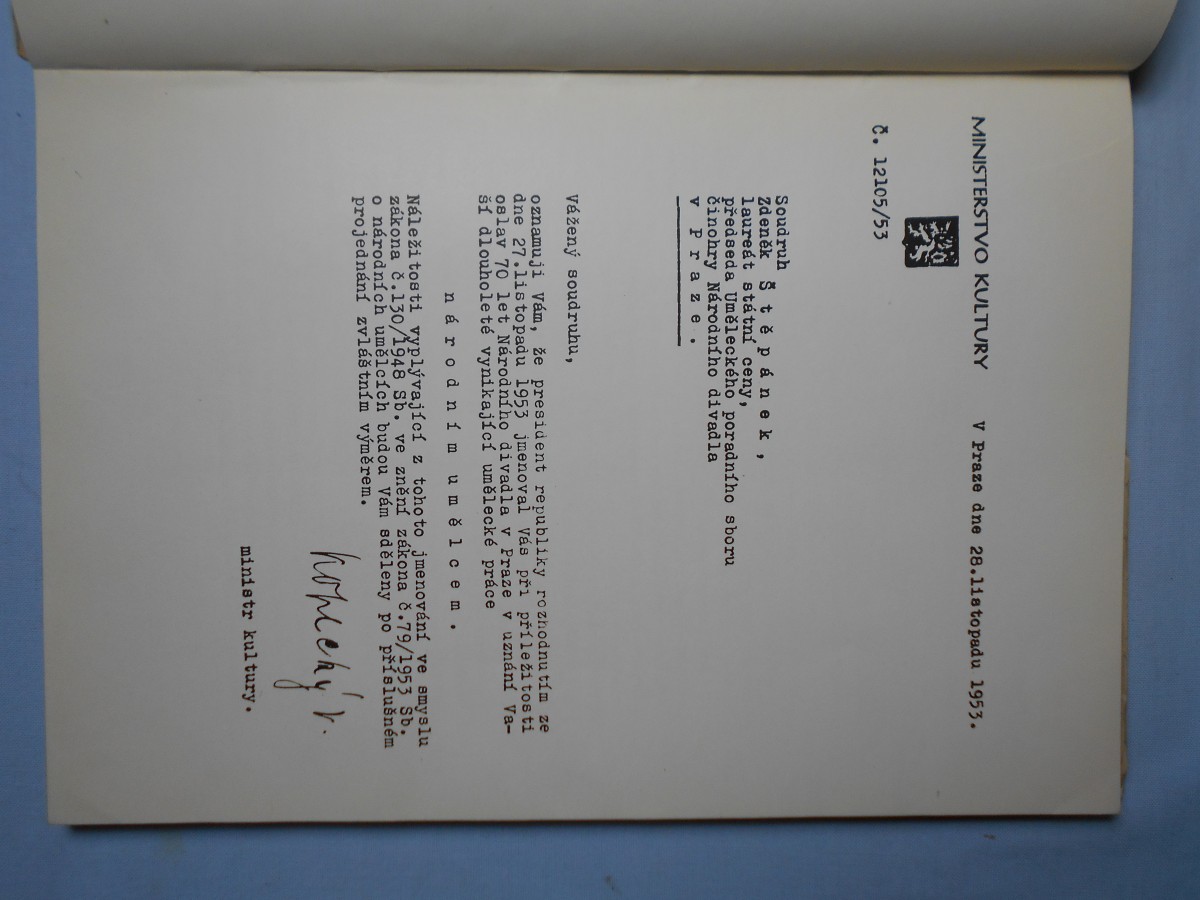 MINISTERSTVO KULTURY
V Praze dne 28.listopadu 1953.
Č. 12105/53
Soudruh
Zdeněk Š t ě p á n e k ,
laureát státní ceny,
předseda Uměleckého poradního sboru
činohry Národního divadla
v P r a z e .
Vážený soudruhu,
oznamuji Vám, že president republiky rozhodnutím ze
dne 27.listopadu 1953 jmenoval Vás při příležitosti
oslav 70 let Národního divadla v Praze v uznání Va-
ší dlouholeté vynikající umělecké práce
n á r o d n í m u m ě l c e m .
Náležitosti vyplývající z tohoto jmenování ve smyslu
zákona č.130/1948 Sb. ve znění zákona č.79/1953 Sb.
o národních umělcích budou Vám sděleny po příslušném
projednání zvláštním výměrem.
Kopecký V.
ministr kultury.